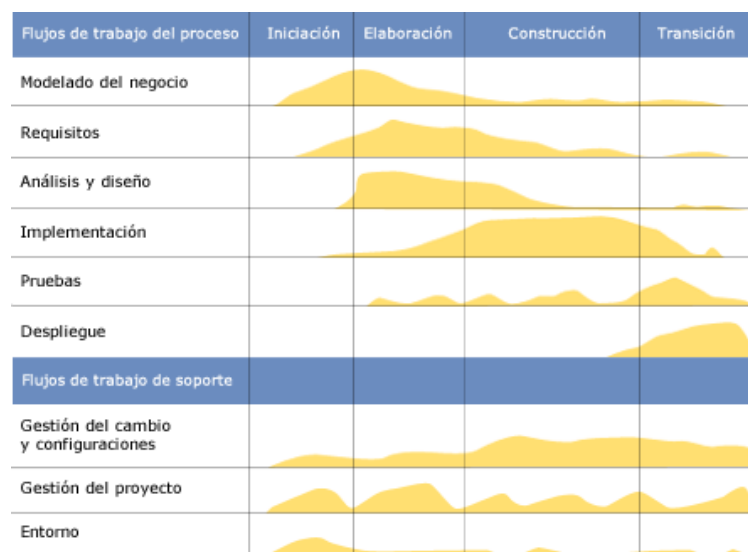 Flujos de trabajo del proceso Iniciación Elaboración Construcción Transición
Modelado del negocio
Requisitos
Análisis y diseño
Implementación
Pruebas
Despliegue
Flujos de trabajo de soporte
Gestión del cambio
y configuraciones
Gestión del proyecto
Entorno